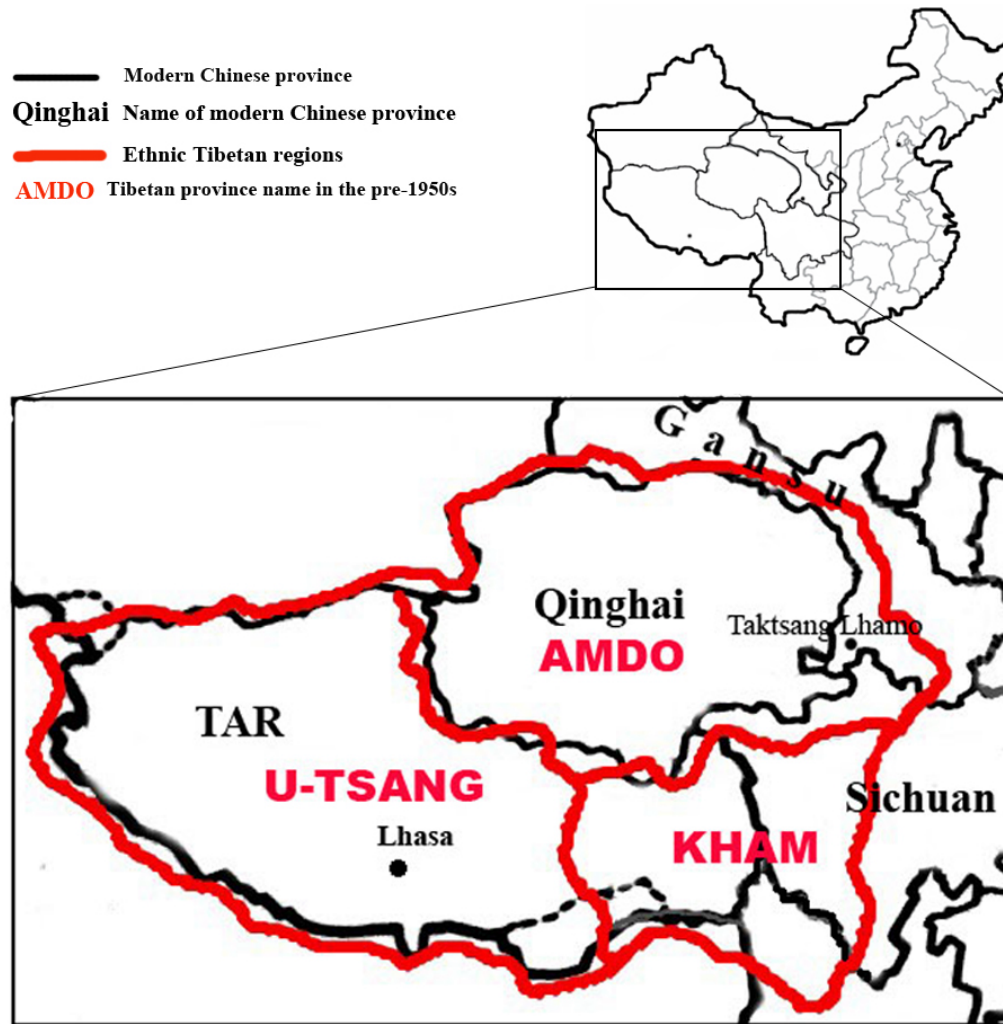 Modern Chinese province
Qinghai Name of modern Chinese province
Ethnic Tibetan regions
AMDO Tibetan province name in the pre-1950s
Gansu
Qinghai
Taktsang Lhamo
AMDO
TAR
U-TSANG
Sichuan
Lhasa
KHAM